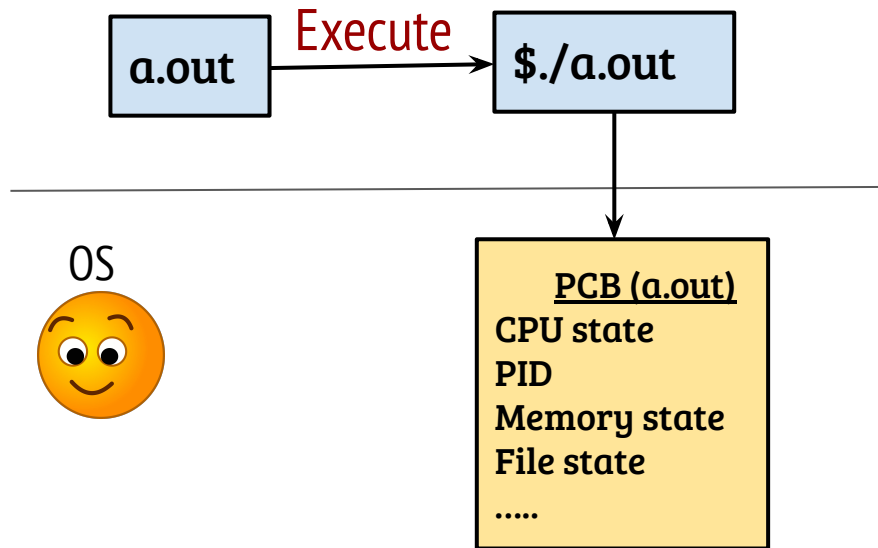 a.out
Execute
$./a.out
OS
PCB (a.out)
CPU state
PID
Memory state
File state
.....